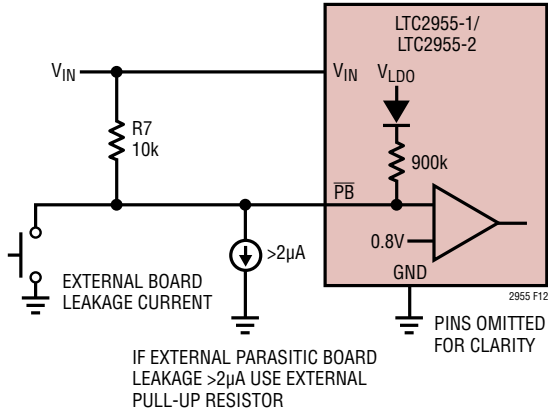 LTC2955-1/
LTC2955-2
VIN
VIN
VLDO
R7
10k
900k
PB
>2µA
0.8V
GND
EXTERNAL BOARD
LEAKAGE CURRENT
2955 F12
PINS OMITTED
FOR CLARITY
IF EXTERNAL PARASITIC BOARD
LEAKAGE >2µA USE EXTERNAL
PULL-UP RESISTOR